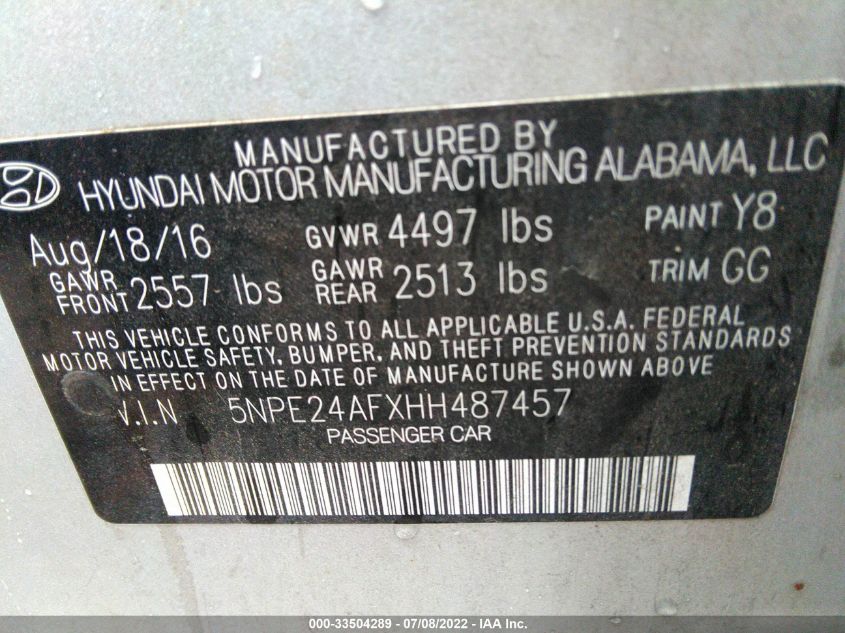 MANUFACTURED BY
HYUNDAI MOTOR MANUFACTURING ALABAMA, LLC
Aug/18/16 GVWR 4497 lbs PAINT Y8
GAWR FRONT 2557 lbs GAWR REAR 2513 lbs TRIM GG
THIS VEHICLE CONFORMS TO ALL APPLICABLE U.S.A. FEDERAL
MOTOR VEHICLE SAFETY, BUMPER, AND THEFT PREVENTION STANDARDS
IN EFFECT ON THE DATE OF MANUFACTURE SHOWN ABOVE
V.I.N 5NPE24AFXHH487457
PASSENGER CAR
000-33504289 - 07/08/2022 - IAA Inc.